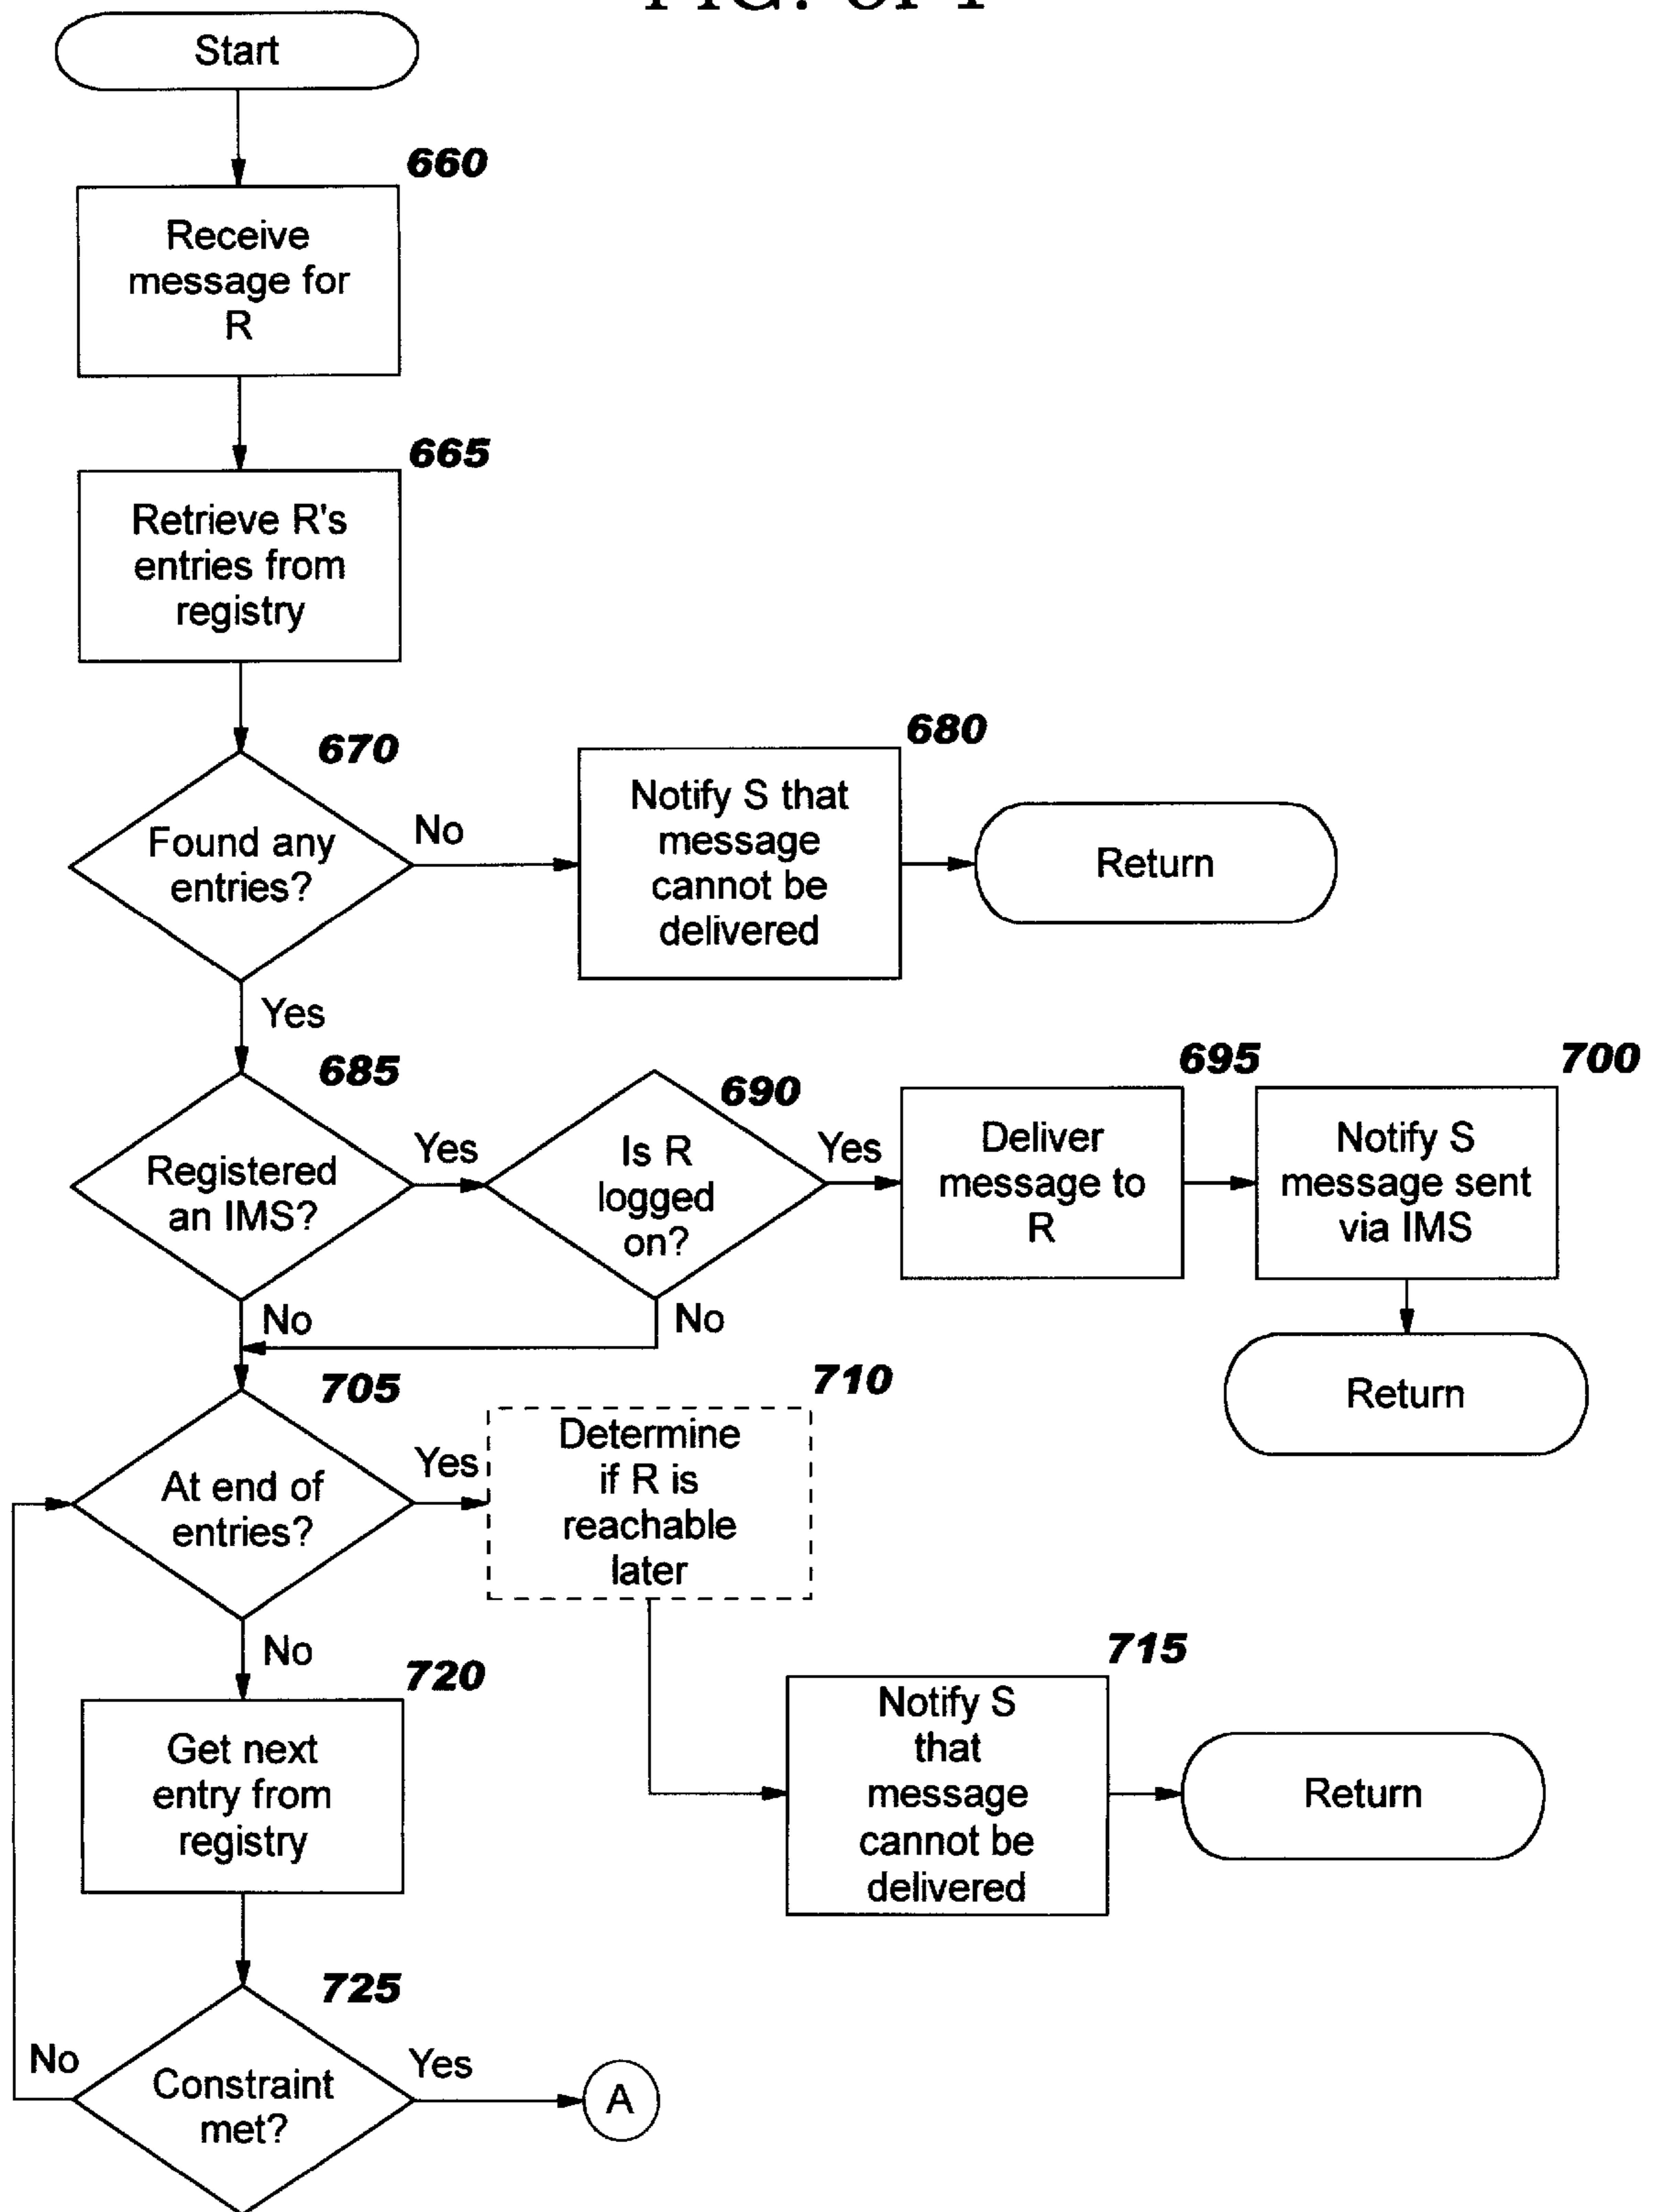 Start
660
Receive
message for
R
665
Retrieve R's
entries from
registry
670
Found any
entries?
No
680
Notify S that
message
cannot be
delivered
Return
Yes
685
Registered
an IMS?
Yes
690
Is R
logged
on?
Yes
695
Deliver
message to
R
700
Notify S
message sent
via IMS
Return
No
No
705
At end of
entries?
Yes
710
Determine
if R is
reachable
later
715
Notify S
that
message
cannot be
delivered
Return
No
720
Get next
entry from
registry
725
Constraint
met?
No
Yes
A